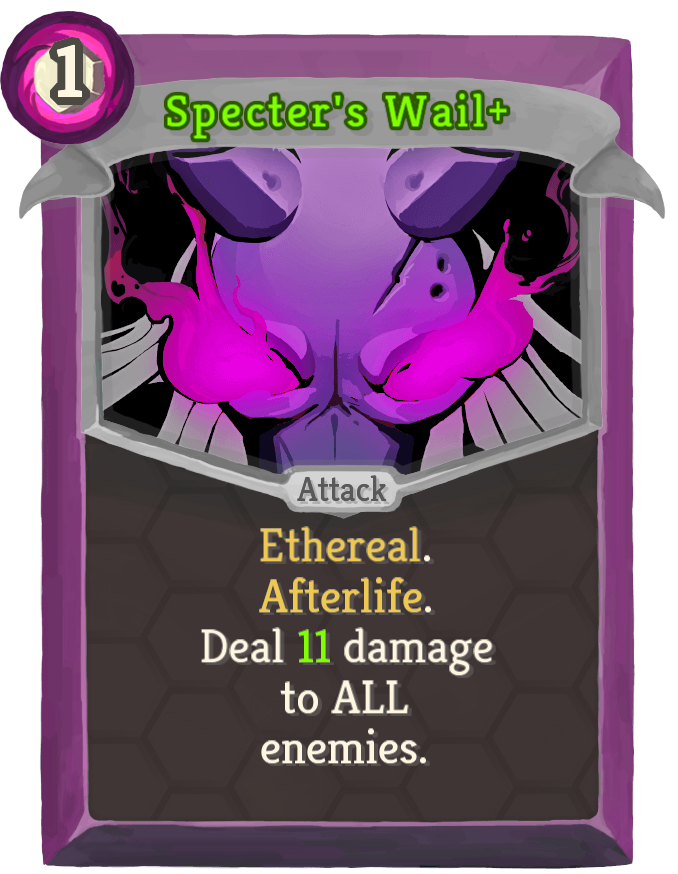 1
Specter's Wail+
Attack
Ethereal.
Afterlife.
Deal 11 damage
to ALL
enemies.